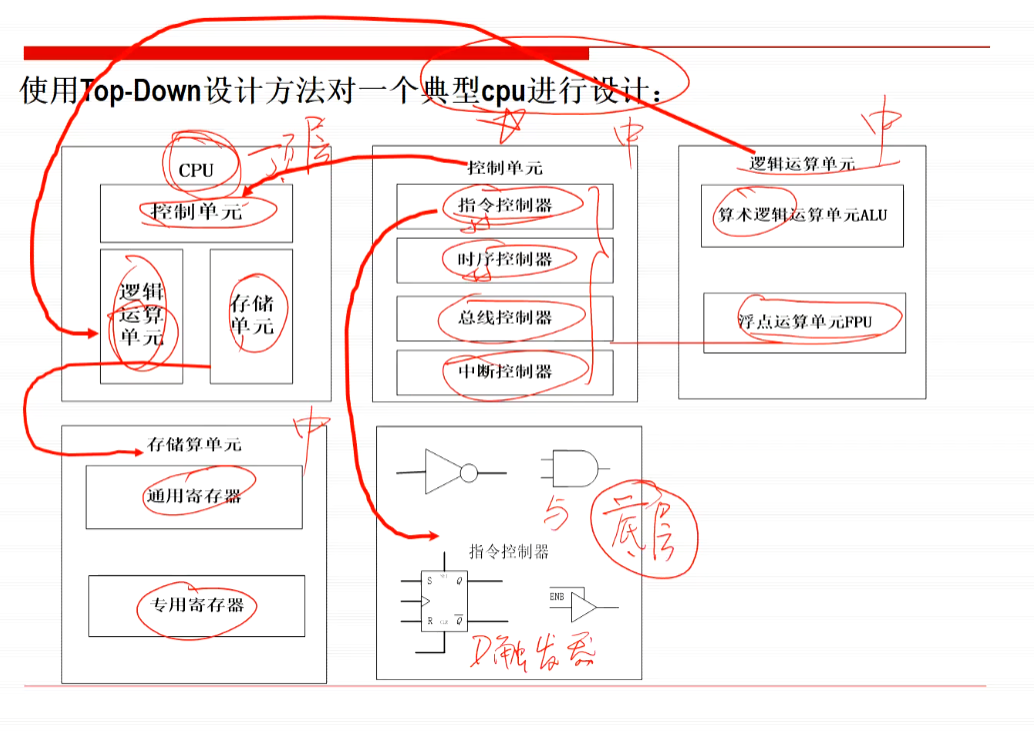 使用Top-Down设计方法对一个典型cpu进行设计：
CPU
顶层
控制单元
逻辑
运算
单元
存储
单元
控制单元
中
指令控制器
时序控制器
总线控制器
中断控制器
逻辑运算单元
中
算术逻辑运算单元ALU
浮点运算单元FPU
存储算单元
中
通用寄存器
专用寄存器
与
底层
指令控制器
S
Q
R
Q
ENB
D触发器